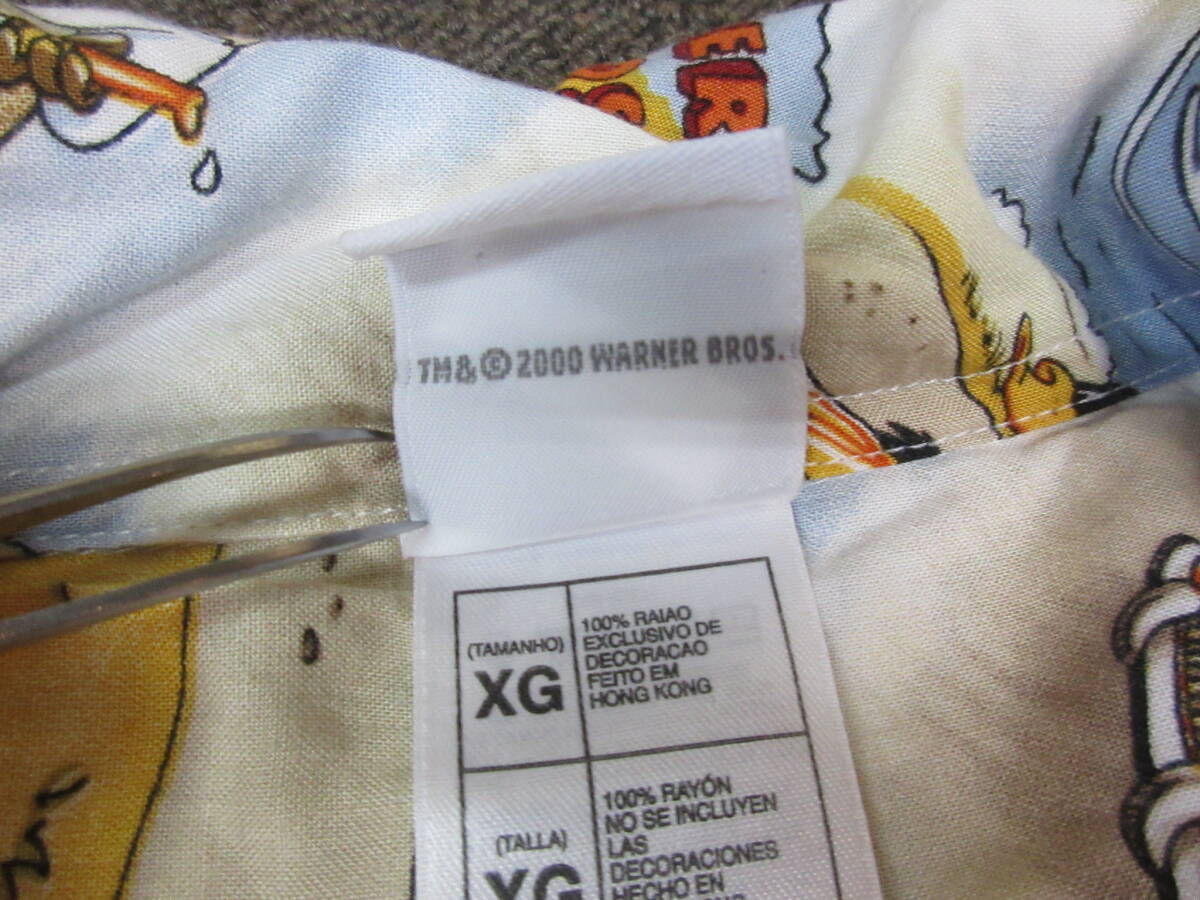 ER
TM&©2000 WARNER BROS.
(TAMANHO)
XG
100% RAIAO
EXCLUSIVO DE
DECORACAO
FEITO EM
HONG KONG
(TALLA)
XG
100% RAYÓN
NO SE INCLUYEN
LAS
DECORACIONES
HECHO EN